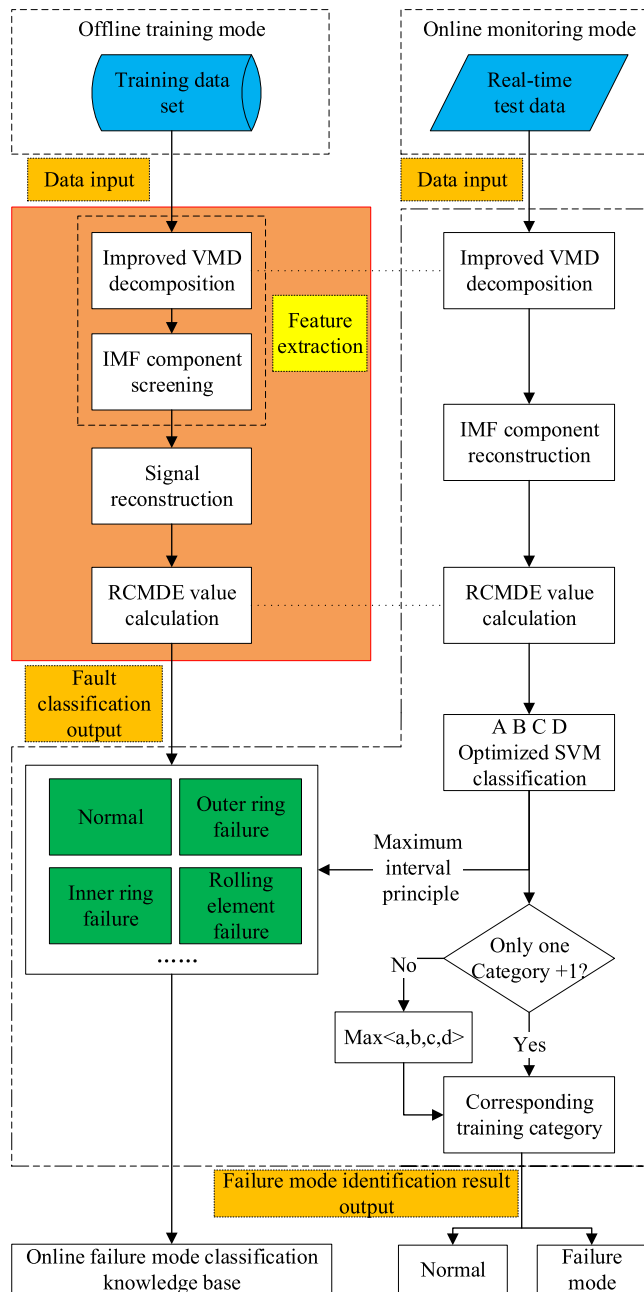 Offline training mode
Training data
set
Data input
Improved VMD
decomposition
Feature
extraction
IMF component
screening
Signal
reconstruction
RCMDE value
calculation
Fault
classification
output
Normal
Outer ring
failure
Inner ring
failure
Rolling
element
failure
......
Online failure mode classification
knowledge base
Online monitoring mode
Real-time
test data
Data input
Improved VMD
decomposition
IMF component
reconstruction
RCMDE value
calculation
A B C D
Optimized SVM
classification
Maximum
interval
principle
Only one
Category +1?
No
Max<a,b,c,d>
Yes
Corresponding
training category
Failure mode identification result
output
Normal
Failure
mode